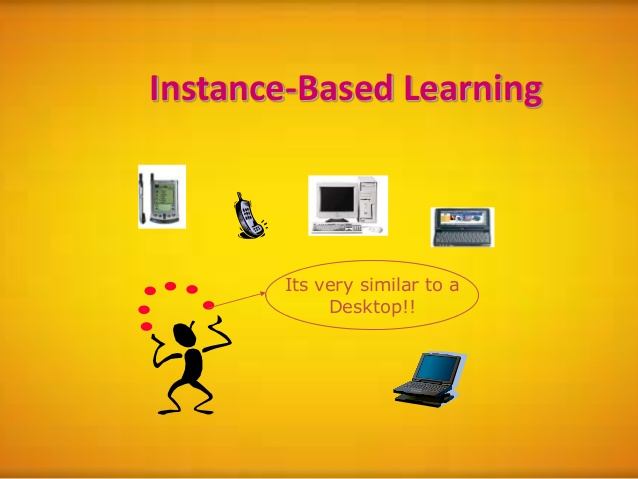 Instance-Based Learning
Its very similar to a
Desktop!!